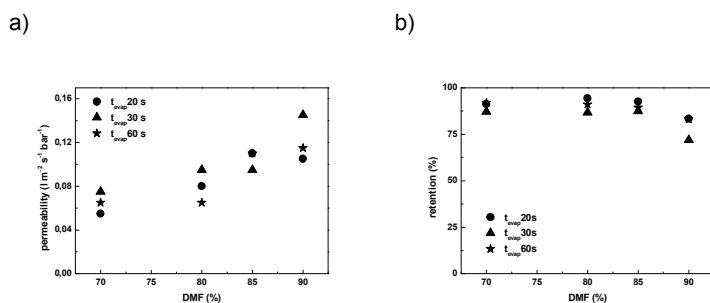 a)
b)
0,16
0,12
0,08
0,04
0,00
permeability (l m⁻² s⁻¹ bar⁻¹)
t_evap 20 s
t_evap 30 s
t_evap 60 s
70 75 80 85 90
DMF (%)
100
75
50
25
0
retention (%)
t_evap 20s
t_evap 30s
t_evap 60s
70 75 80 85 90
DMF (%)